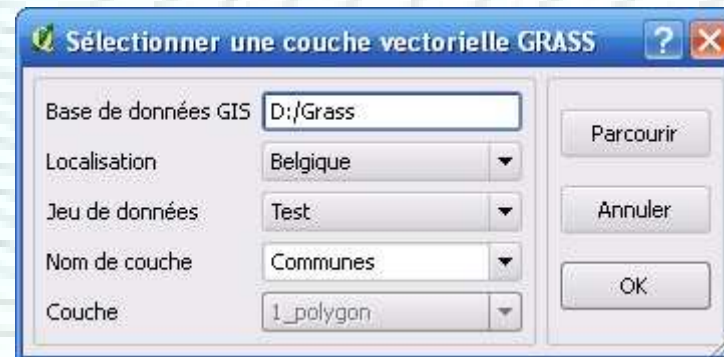 Sélectionner une couche vectorielle GRASS
Base de données GIS D:/Grass
Localisation Belgique
Jeu de données Test
Nom de couche Communes
Couche 1_polygon
Parcourir
Annuler
OK